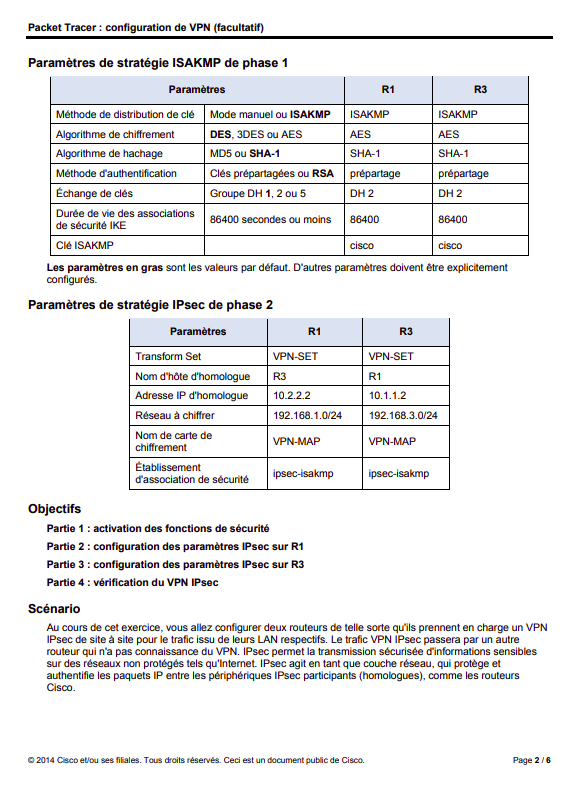 Packet Tracer : configuration de VPN (facultatif)
Paramètres de stratégie ISAKMP de phase 1
Paramètres R1 R3
Méthode de distribution de clé Mode manuel ou ISAKMP ISAKMP ISAKMP
Algorithme de chiffrement DES, 3DES ou AES AES AES
Algorithme de hachage MD5 ou SHA-1 SHA-1 SHA-1
Méthode d'authentification Clés prépartagées ou RSA prépartage prépartage
Échange de clés Groupe DH 1, 2 ou 5 DH 2 DH 2
Durée de vie des associations
de sécurité IKE 86400 secondes ou moins 86400 86400
Clé ISAKMP cisco cisco
Les paramètres en gras sont les valeurs par défaut. D'autres paramètres doivent être explicitement
configurés.
Paramètres de stratégie IPsec de phase 2
Paramètres R1 R3
Transform Set VPN-SET VPN-SET
Nom d'hôte d'homologue R3 R1
Adresse IP d'homologue 10.2.2.2 10.1.1.2
Réseau à chiffrer 192.168.1.0/24 192.168.3.0/24
Nom de carte de
chiffrement VPN-MAP VPN-MAP
Établissement
d'association de sécurité ipsec-isakmp ipsec-isakmp
Objectifs
Partie 1 : activation des fonctions de sécurité
Partie 2 : configuration des paramètres IPsec sur R1
Partie 3 : configuration des paramètres IPsec sur R3
Partie 4 : vérification du VPN IPsec
Scénario
Au cours de cet exercice, vous allez configurer deux routeurs de telle sorte qu'ils prennent en charge un VPN
IPsec de site à site pour le trafic issu de leurs LAN respectifs. Le trafic VPN IPsec passera par un autre
routeur qui n'a pas connaissance du VPN. IPsec permet la transmission sécurisée d'informations sensibles
sur des réseaux non protégés tels qu'Internet. IPsec agit en tant que couche réseau, qui protège et
authentifie les paquets IP entre les périphériques IPsec participants (homologues), comme les routeurs
Cisco.
© 2014 Cisco et/ou ses filiales. Tous droits réservés. Ceci est un document public de Cisco. Page 2 / 6